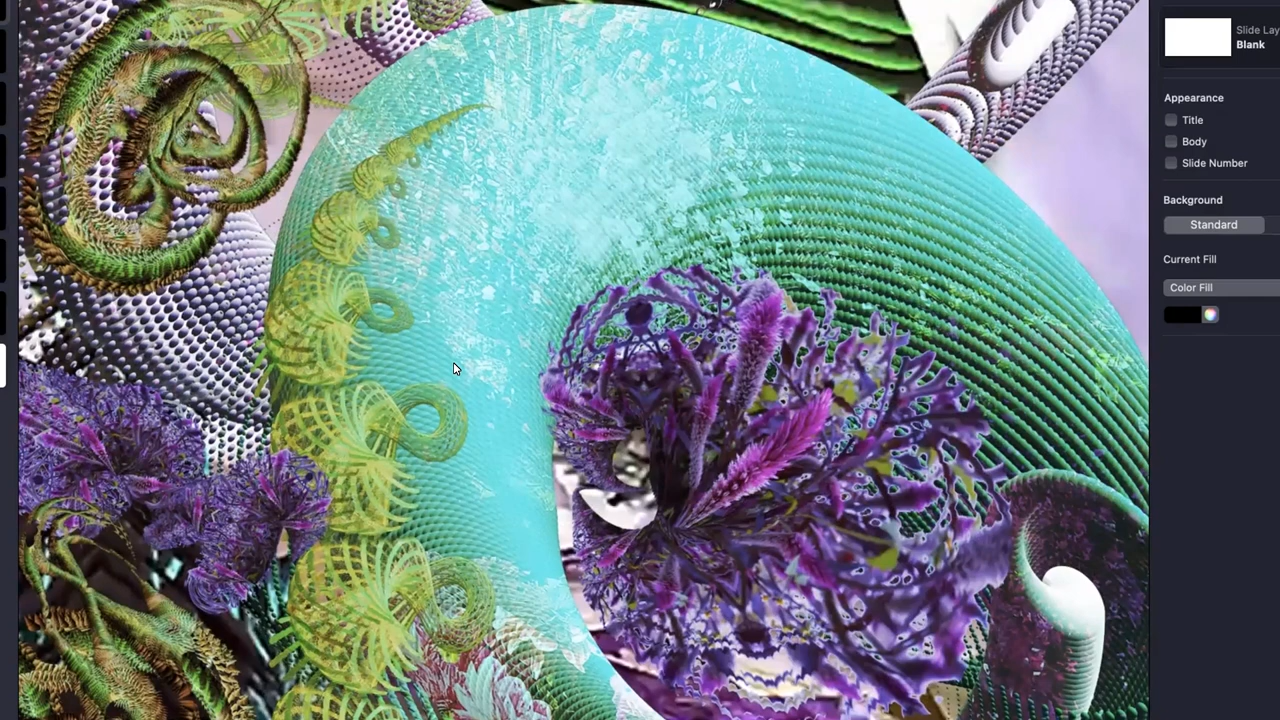 Slide Lay
Blank
Appearance
Title
Body
Slide Number
Background
Standard
Current Fill
Color Fill